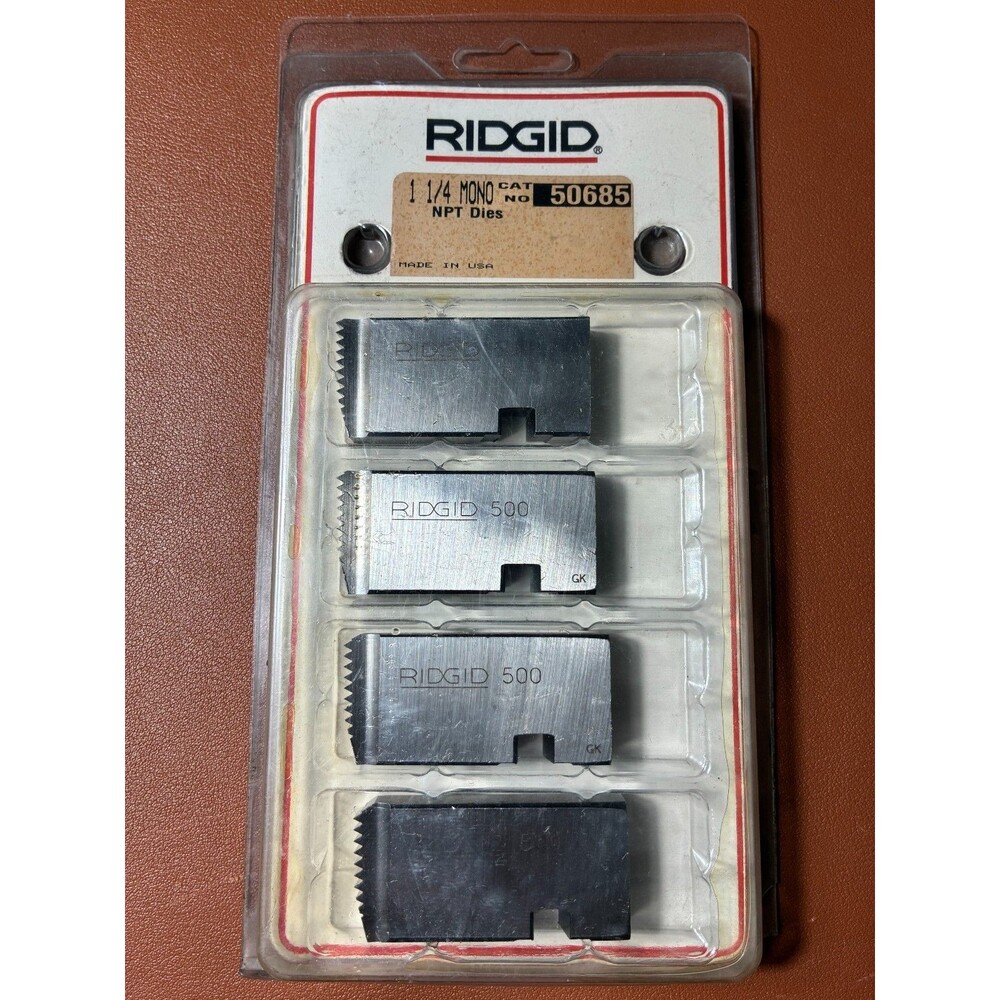 RIDGID®
1 1/4 MONO CAT NO 50685
NPT Dies
MADE IN USA
RIDGID
RIDGID 500
GK
RIDGID 500
GK